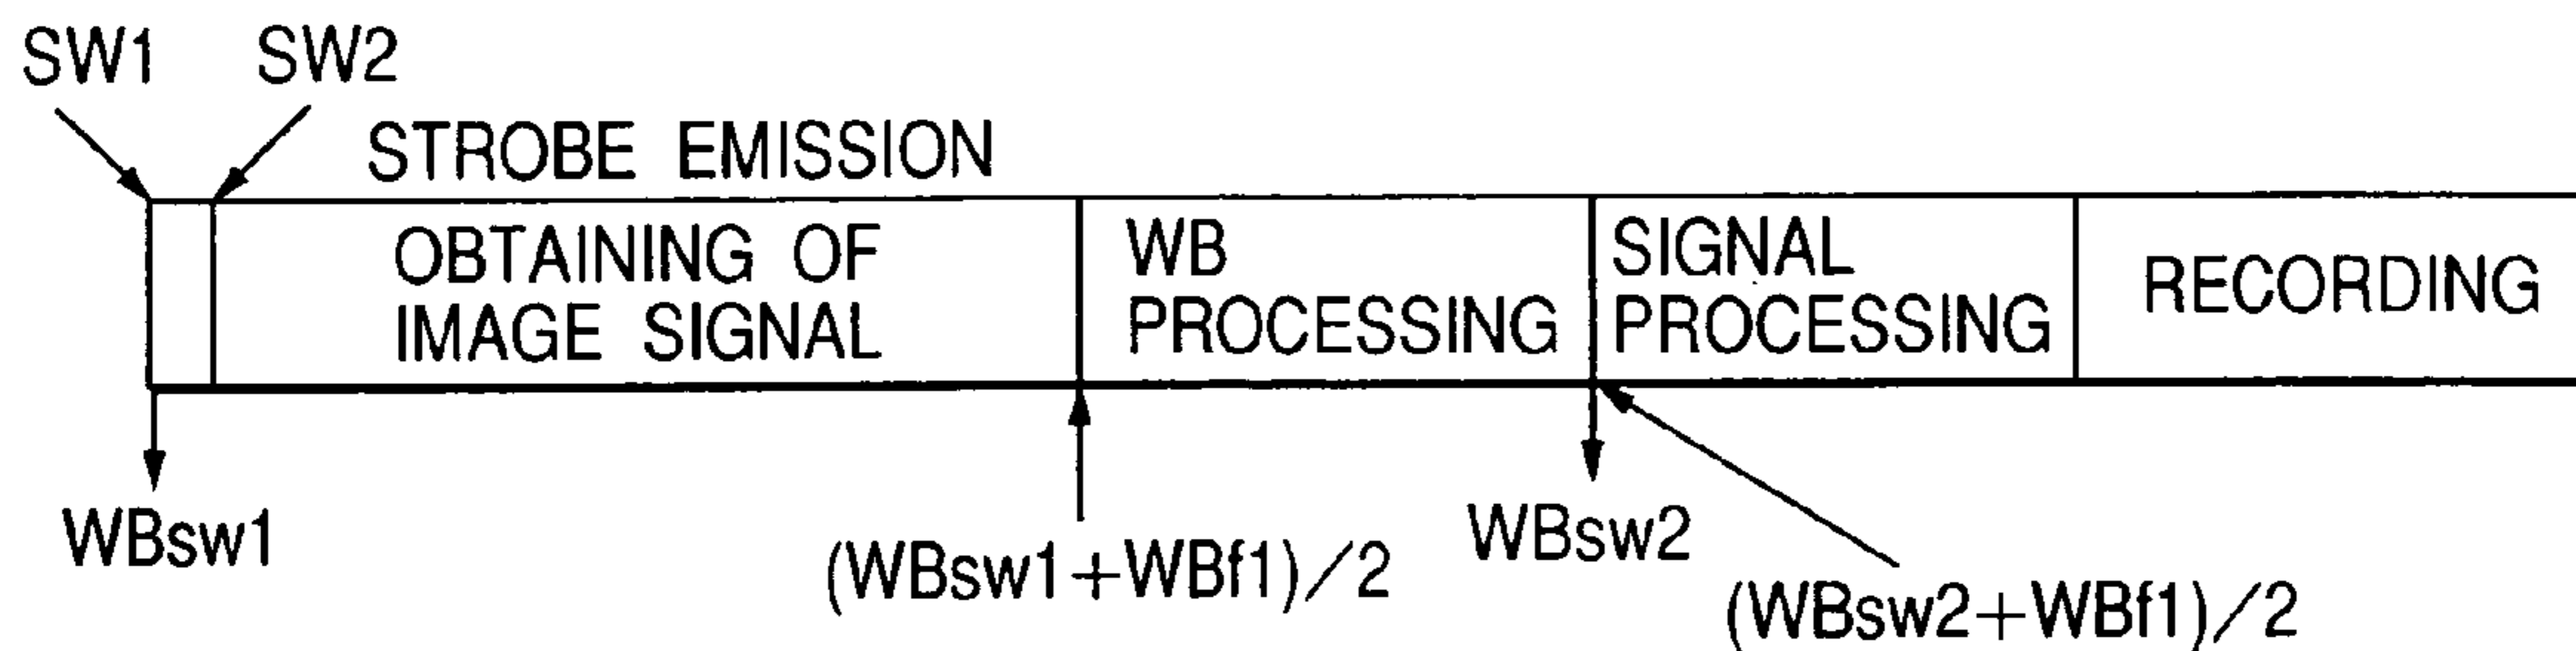 SW1 SW2
STROBE EMISSION
OBTAINING OF
IMAGE SIGNAL
WB
PROCESSING
SIGNAL
PROCESSING
RECORDING
WBsw1
(WBsw1+WBf1)/2
WBsw2
(WBsw2+WBf1)/2